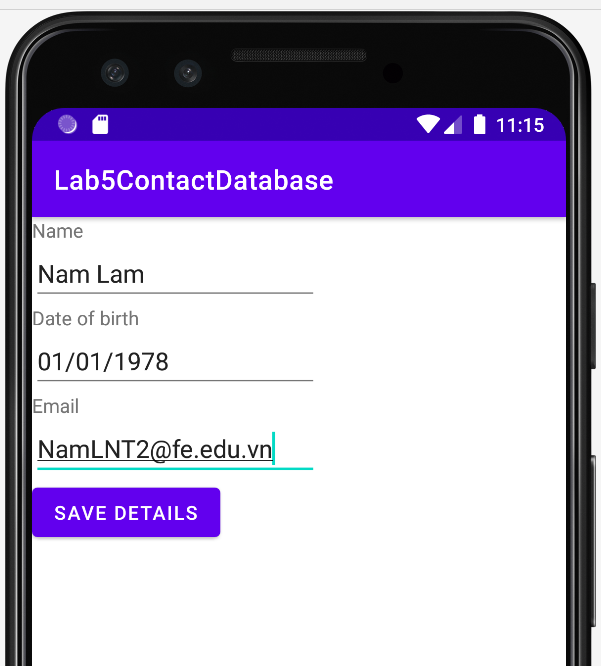 11:15
Lab5ContactDatabase
Name
Nam Lam
Date of birth
01/01/1978
Email
NamLNT2@fe.edu.vn
SAVE DETAILS